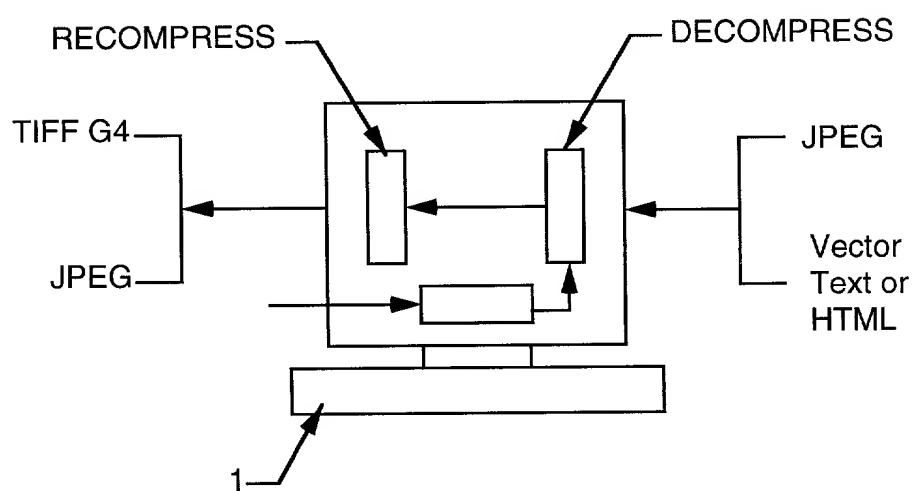 RECOMPRESS
DECOMPRESS
TIFF G4
JPEG
JPEG
Vector
Text or
HTML
1